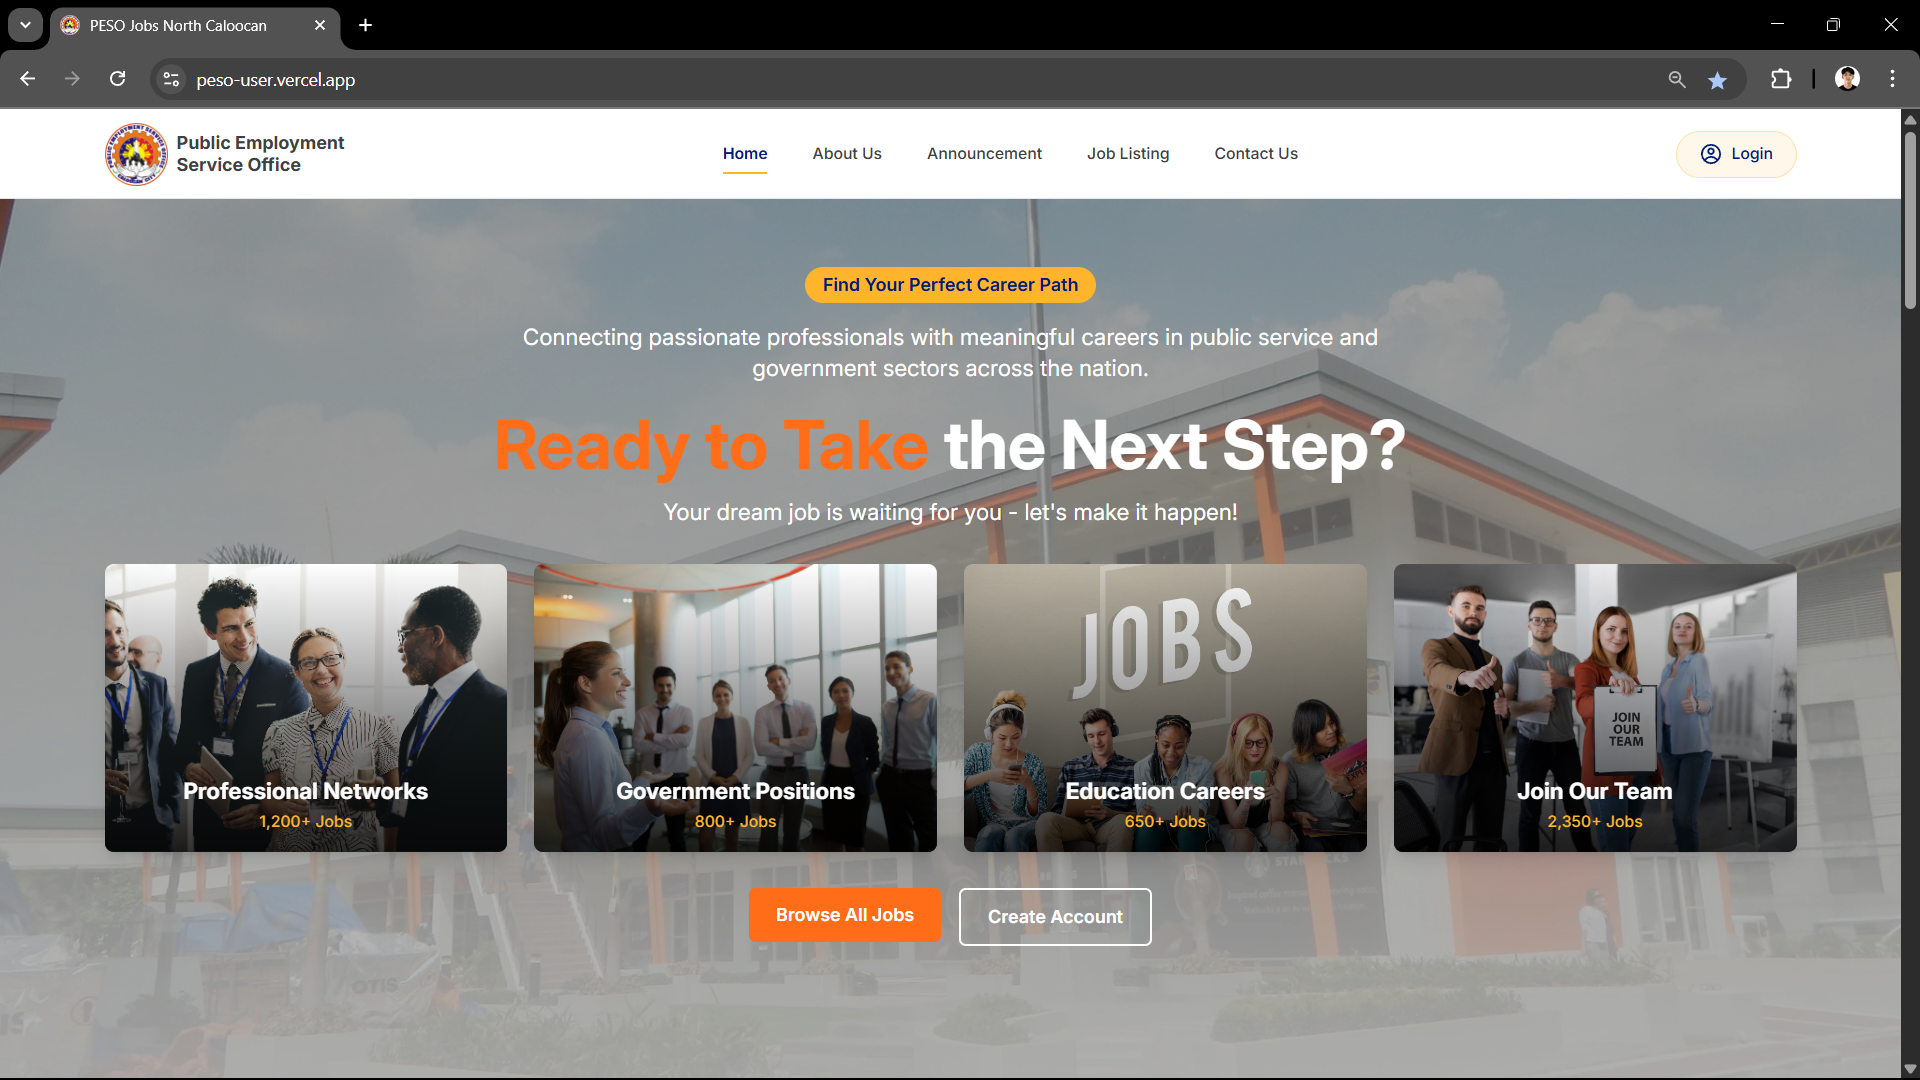 PESO Jobs North Caloocan
peso-user.vercel.app
Public Employment
Service Office
Home
About Us
Announcement
Job Listing
Contact Us
Login
Find Your Perfect Career Path
Connecting passionate professionals with meaningful careers in public service and
government sectors across the nation.
Ready to Take the Next Step?
Your dream job is waiting for you - let's make it happen!
JOBS
JOIN
OUR
TEAM
Professional Networks
1,200+ Jobs
Government Positions
800+ Jobs
Education Careers
650+ Jobs
Join Our Team
2,350+ Jobs
Browse All Jobs
Create Account
OTIS